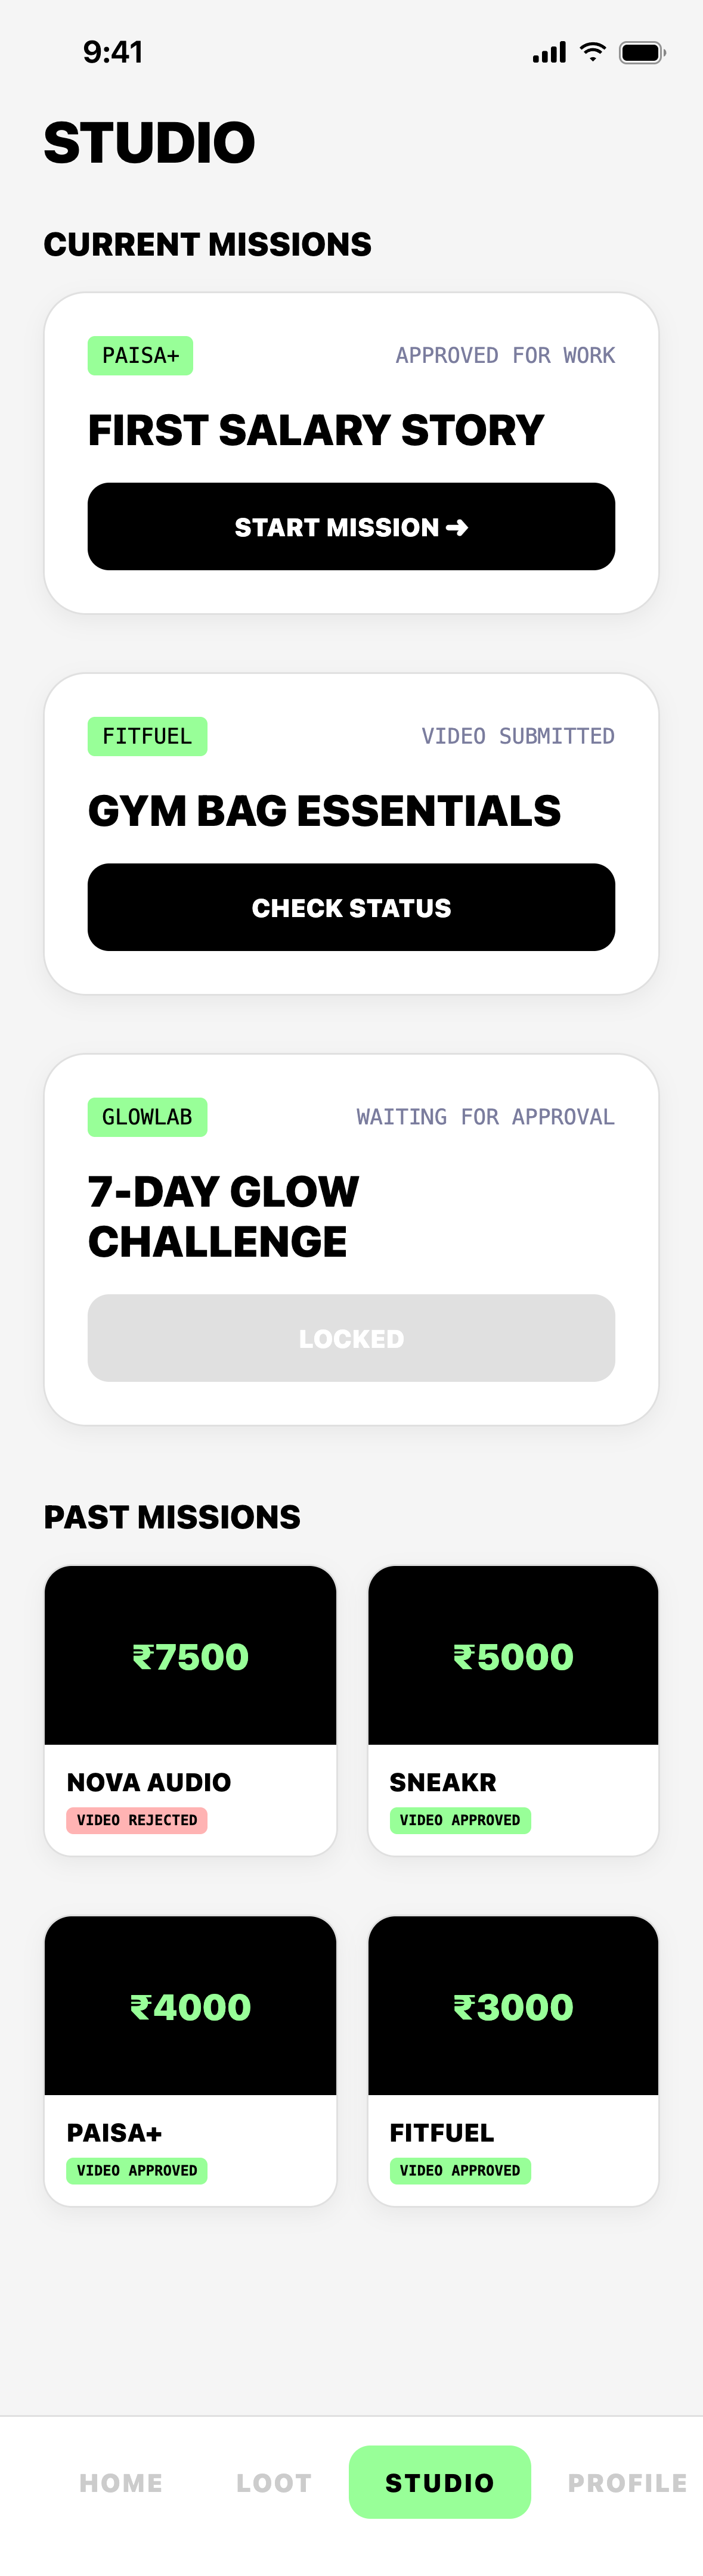 9:41
STUDIO
CURRENT MISSIONS
PAISA+ APPROVED FOR WORK
FIRST SALARY STORY
START MISSION ➔
FITFUEL VIDEO SUBMITTED
GYM BAG ESSENTIALS
CHECK STATUS
GLOWLAB WAITING FOR APPROVAL
7-DAY GLOW
CHALLENGE
LOCKED
PAST MISSIONS
₹7500
NOVA AUDIO
VIDEO REJECTED
₹5000
SNEAKR
VIDEO APPROVED
₹4000
PAISA+
VIDEO APPROVED
₹3000
FITFUEL
VIDEO APPROVED
HOME LOOT STUDIO PROFILE